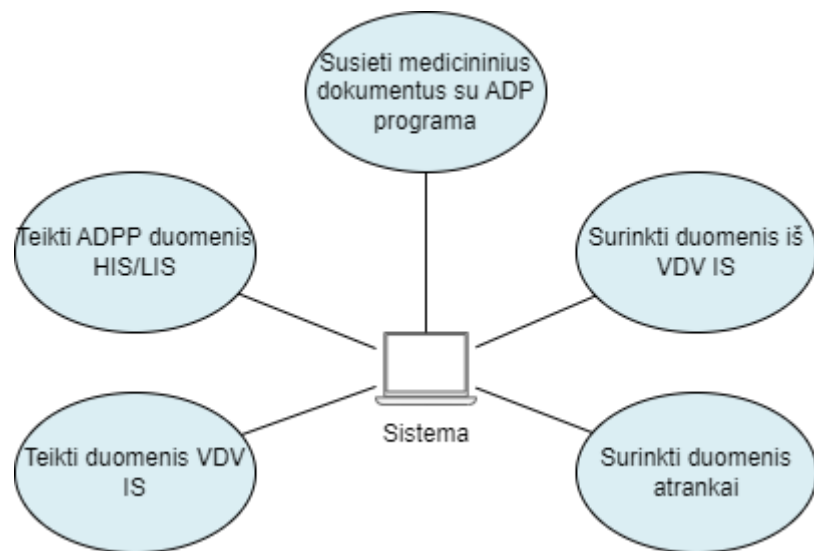 Susieti medicininius
dokumentus su ADP
programa
Teikti ADPP duomenis
HIS/LIS
Surinkti duomenis iš
VDV IS
Sistema
Teikti duomenis VDV
IS
Surinkti duomenis
atrankai